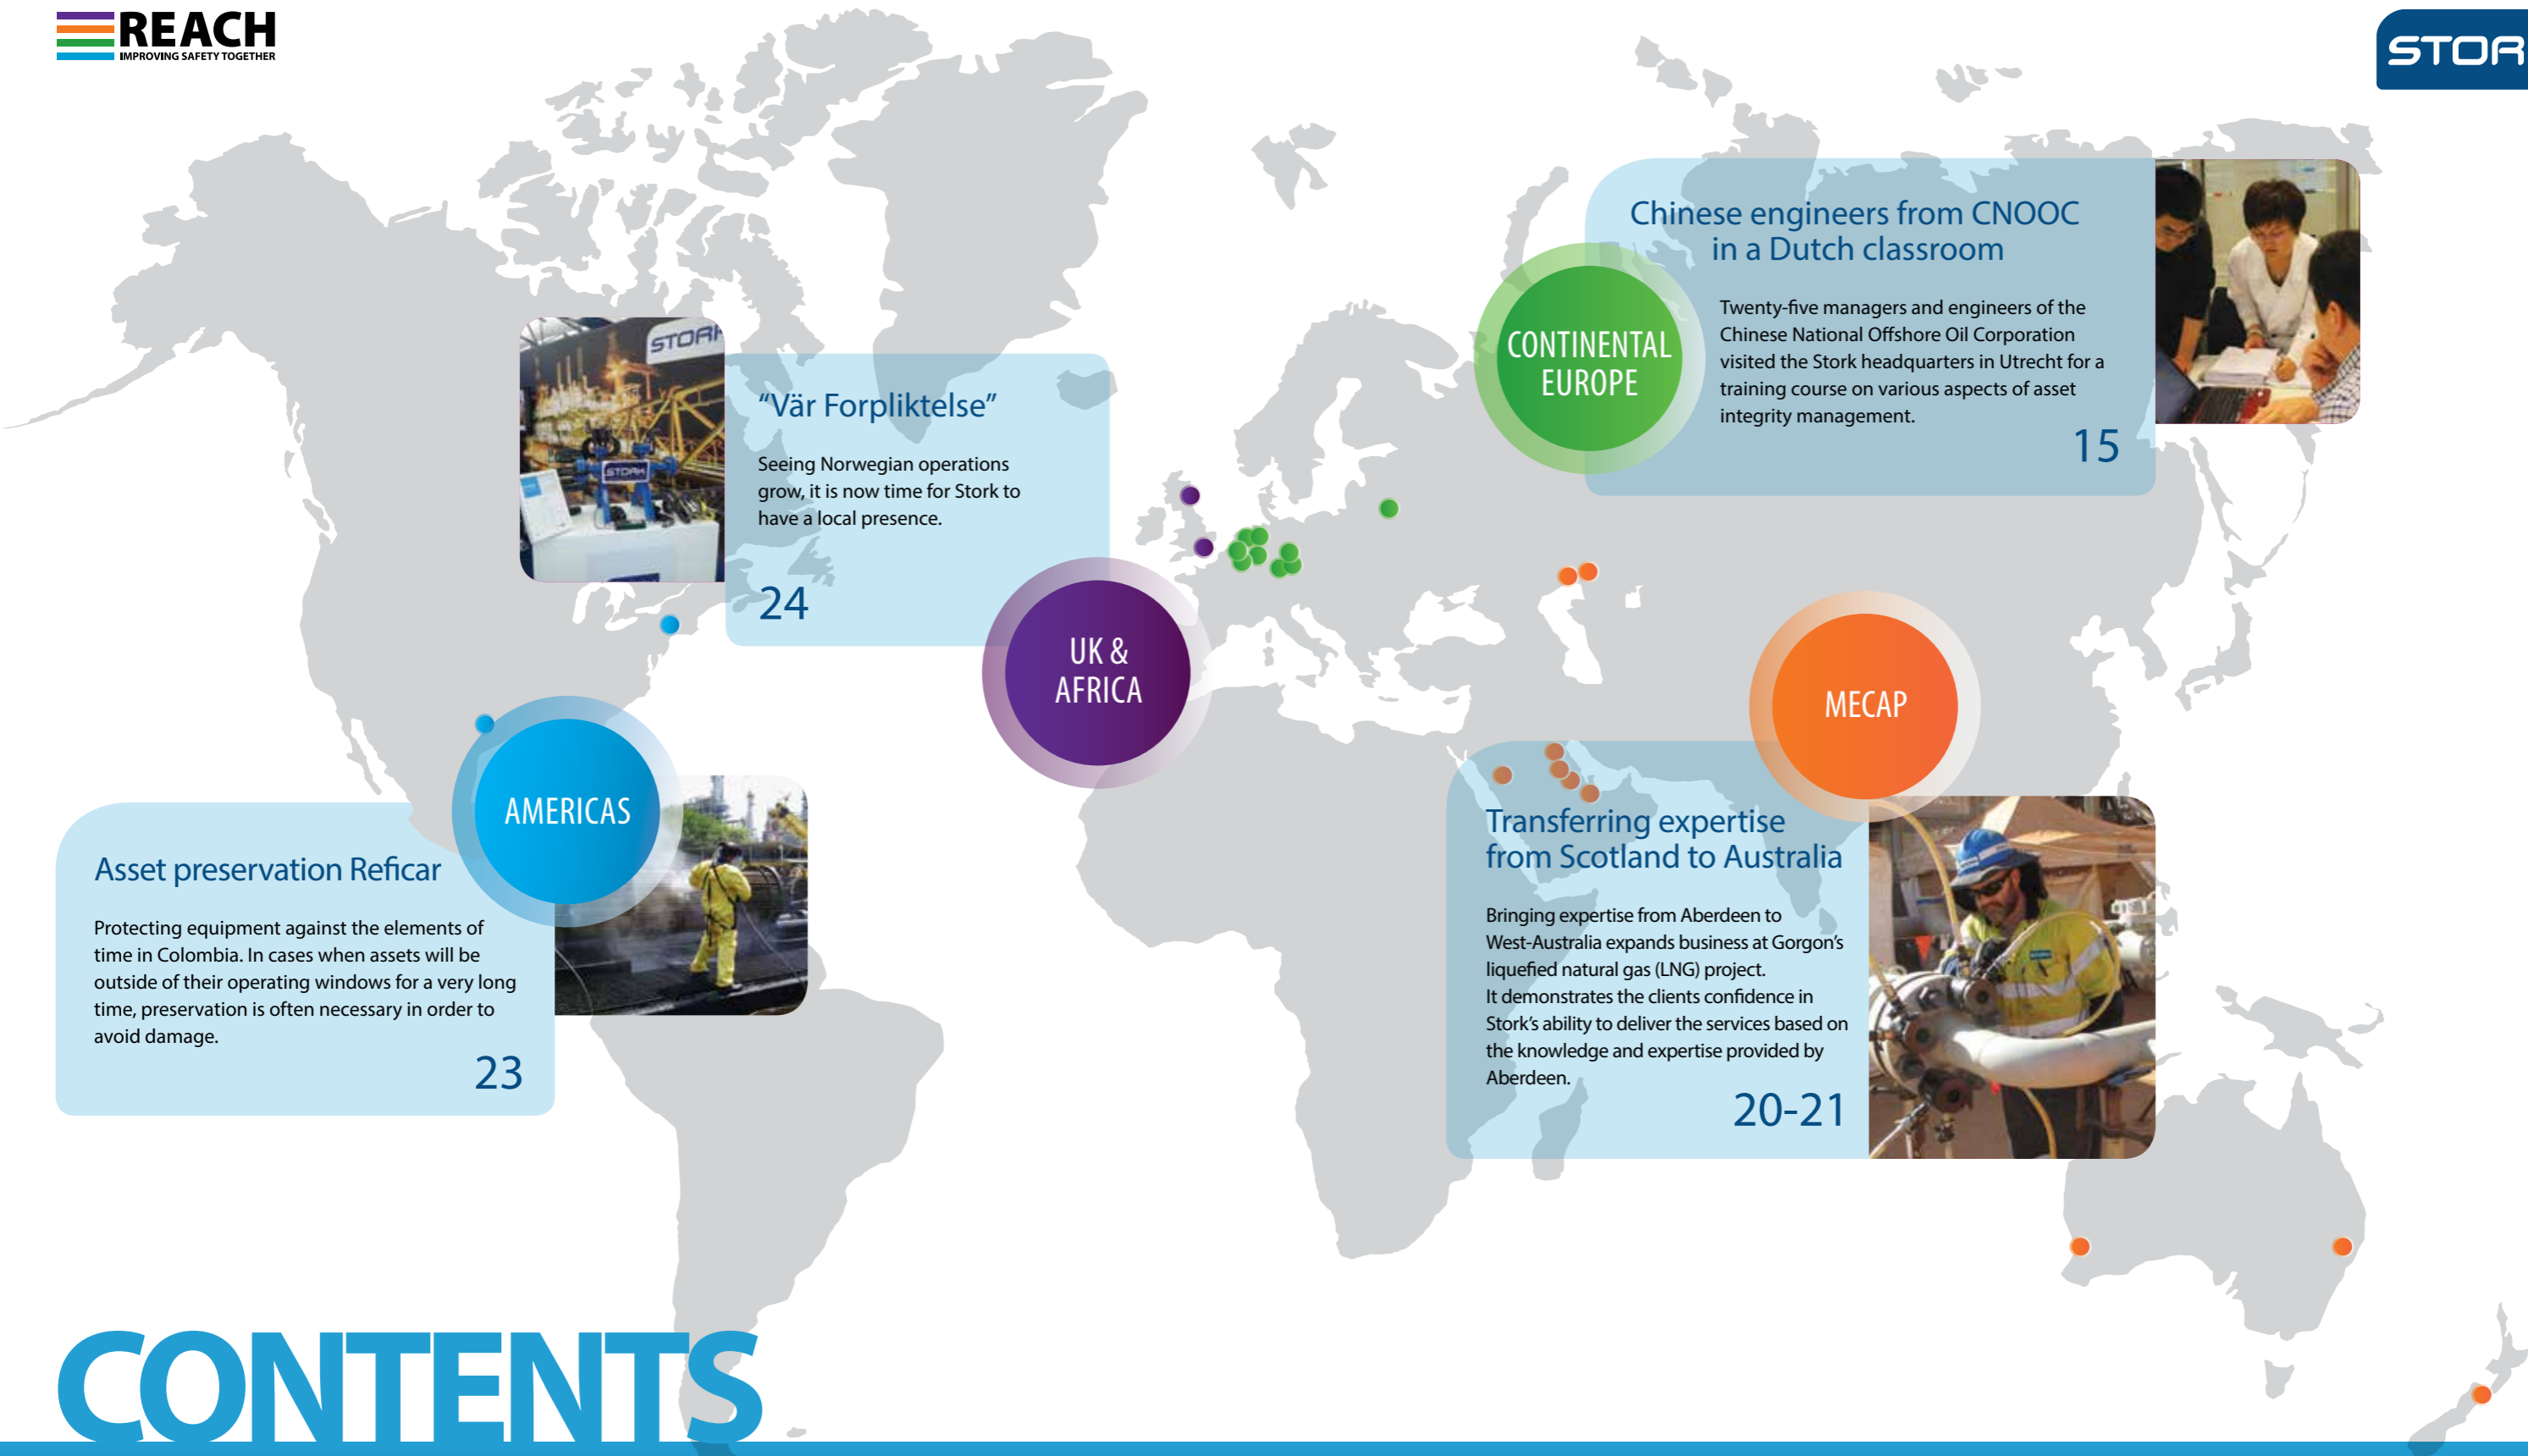 REACH
IMPROVING SAFETY TOGETHER
STOR
Chinese engineers from CNOOC
in a Dutch classroom
Twenty-five managers and engineers of the
Chinese National Offshore Oil Corporation
visited the Stork headquarters in Utrecht for a
training course on various aspects of asset
integrity management.
15
CONTINENTAL
EUROPE
STORK
STORK
“Vär Forpliktelse”
Seeing Norwegian operations
grow, it is now time for Stork to
have a local presence.
24
UK &
AFRICA
MECAP
AMERICAS
Asset preservation Reficar
Protecting equipment against the elements of
time in Colombia. In cases when assets will be
outside of their operating windows for a very long
time, preservation is often necessary in order to
avoid damage.
23
Transferring expertise
from Scotland to Australia
Bringing expertise from Aberdeen to
West-Australia expands business at Gorgon’s
liquefied natural gas (LNG) project.
It demonstrates the clients confidence in
Stork’s ability to deliver the services based on
the knowledge and expertise provided by
Aberdeen.
20-21
CONTENTS